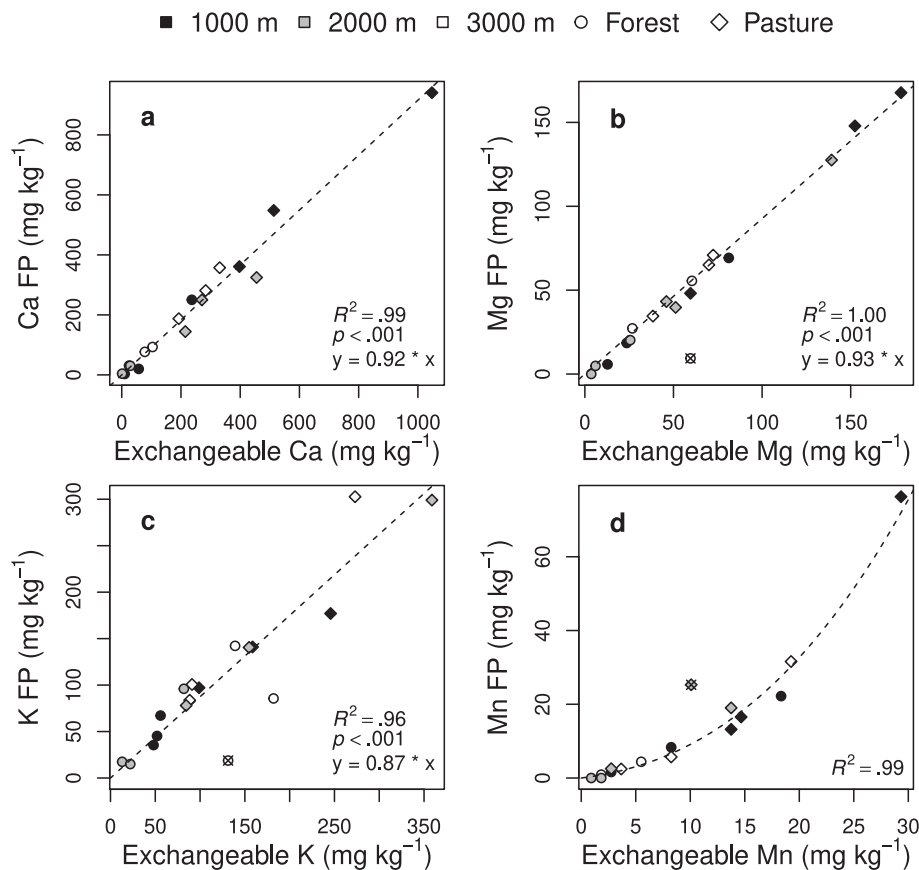 1000 m 2000 m 3000 m Forest Pasture
a
Ca FP (mg kg⁻¹)
0 200 400 600 800
R² = .99
p < .001
y = 0.92 * x
0 200 400 600 800 1000
Exchangeable Ca (mg kg⁻¹)
b
Mg FP (mg kg⁻¹)
0 50 100 150
R² = 1.00
p < .001
y = 0.93 * x
0 50 100 150
Exchangeable Mg (mg kg⁻¹)
c
K FP (mg kg⁻¹)
0 50 100 200 300
R² = .96
p < .001
y = 0.87 * x
0 50 150 250 350
Exchangeable K (mg kg⁻¹)
d
Mn FP (mg kg⁻¹)
0 20 40 60
R² = .99
0 5 10 15 20 25 30
Exchangeable Mn (mg kg⁻¹)